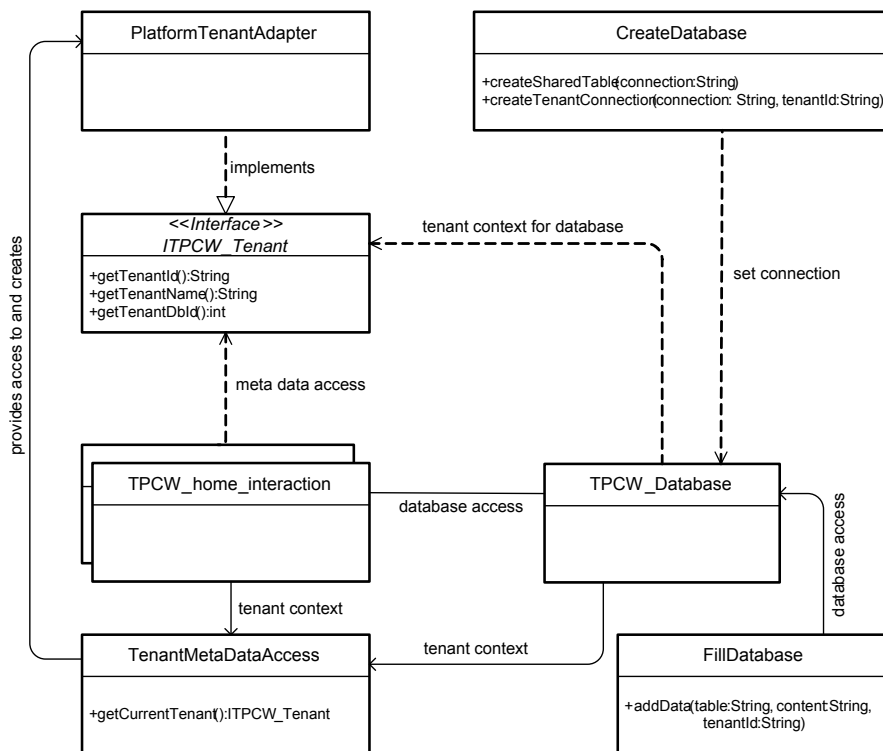 PlatformTenantAdapter
CreateDatabase
+createSharedTable(connection:String)
+createTenantConnection(connection: String, tenantId:String)
implements
<<Interface>>
ITPCW_Tenant
+getTenantId():String
+getTenantName():String
+getTenantDbId():int
tenant context for database
set connection
provides acces to and creates
meta data access
TPCW_home_interaction
database access
TPCW_Database
database access
tenant context
tenant context
TenantMetaDataAccess
+getCurrentTenant():ITPCW_Tenant
FillDatabase
+addData(table:String, content:String,
tenantId:String)